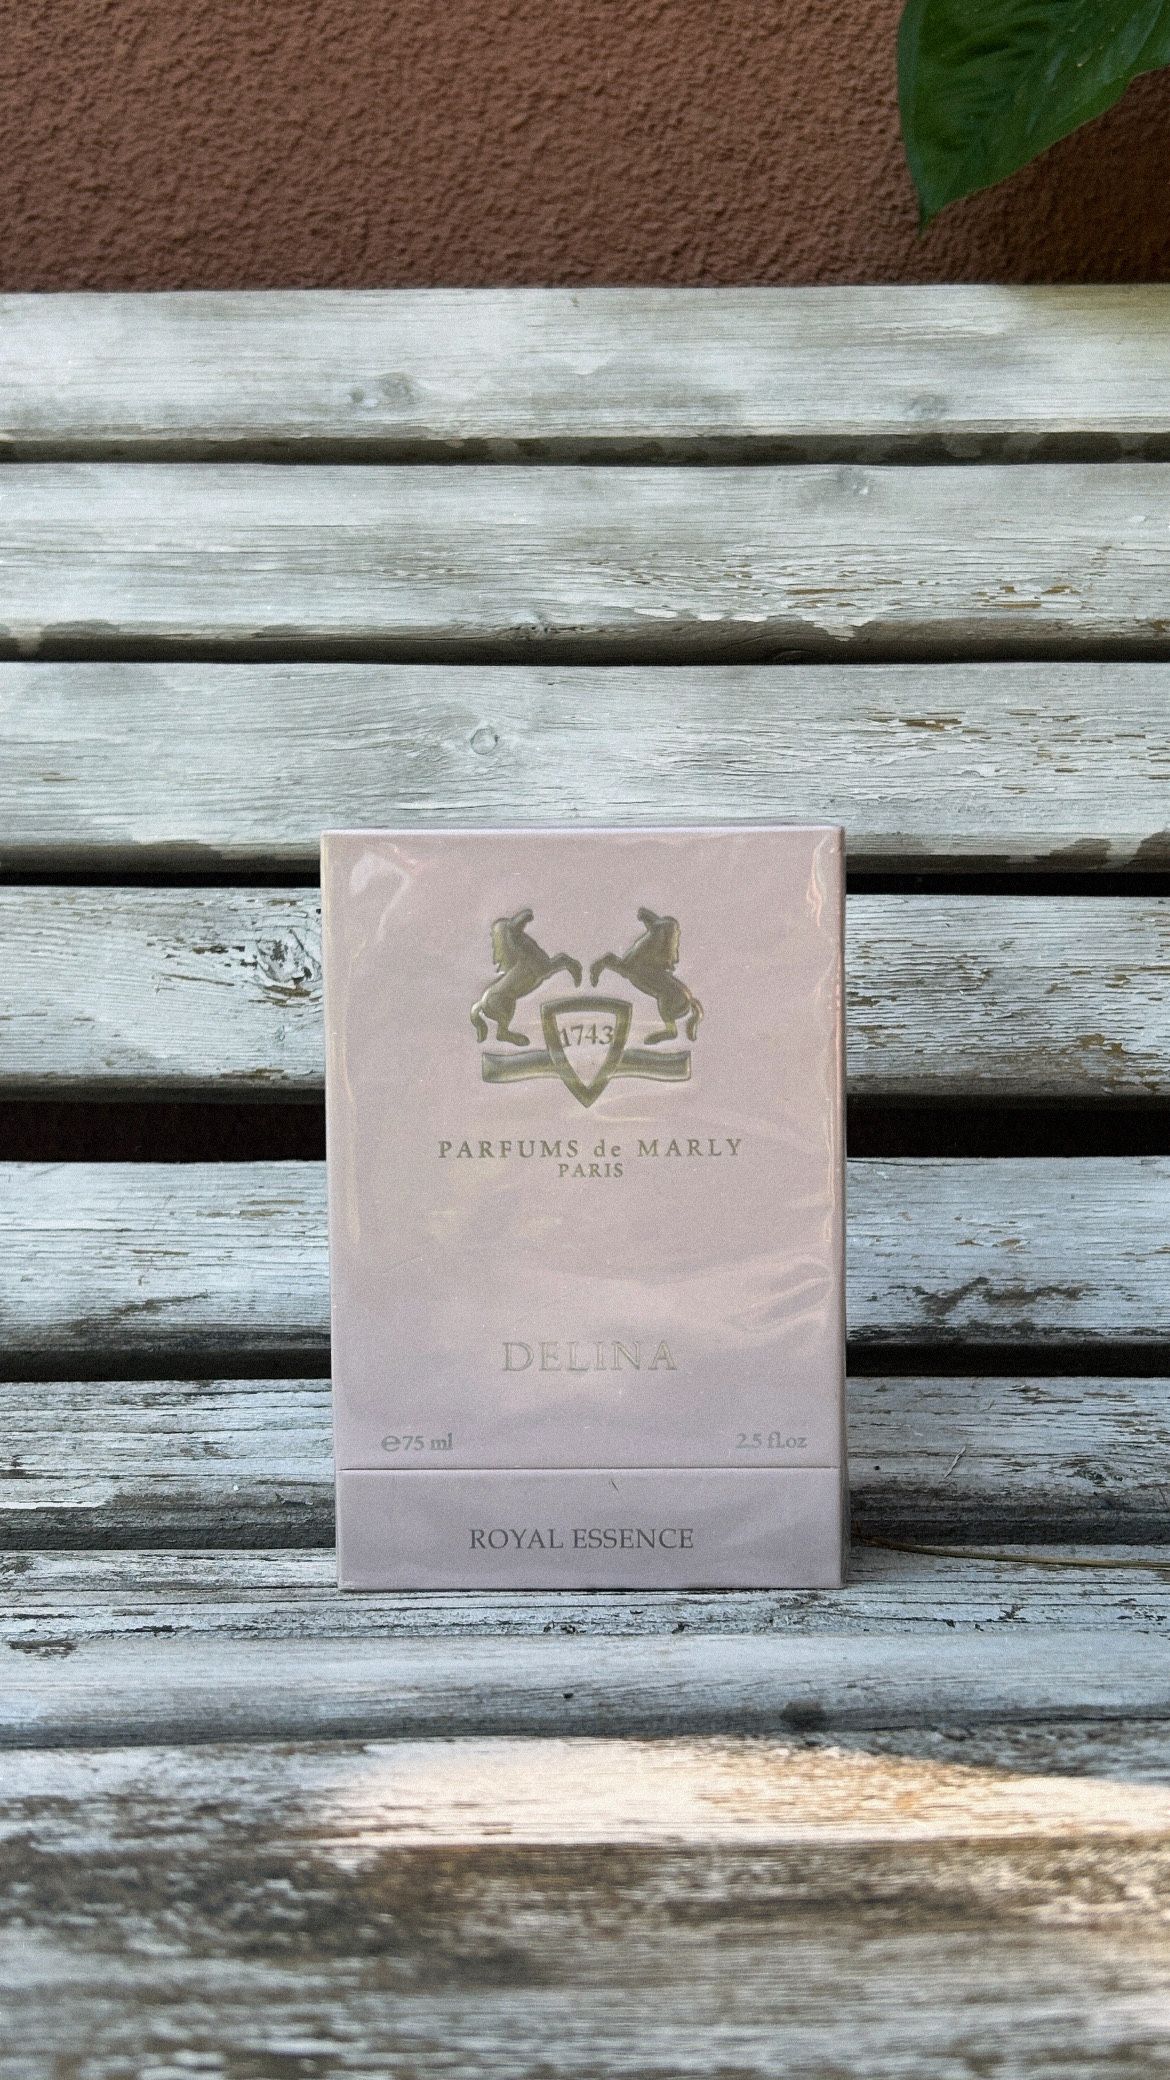 1743
PARFUMS de MARLY
PARIS
DELINA
℮75 ml 2.5 fl.oz
ROYAL ESSENCE